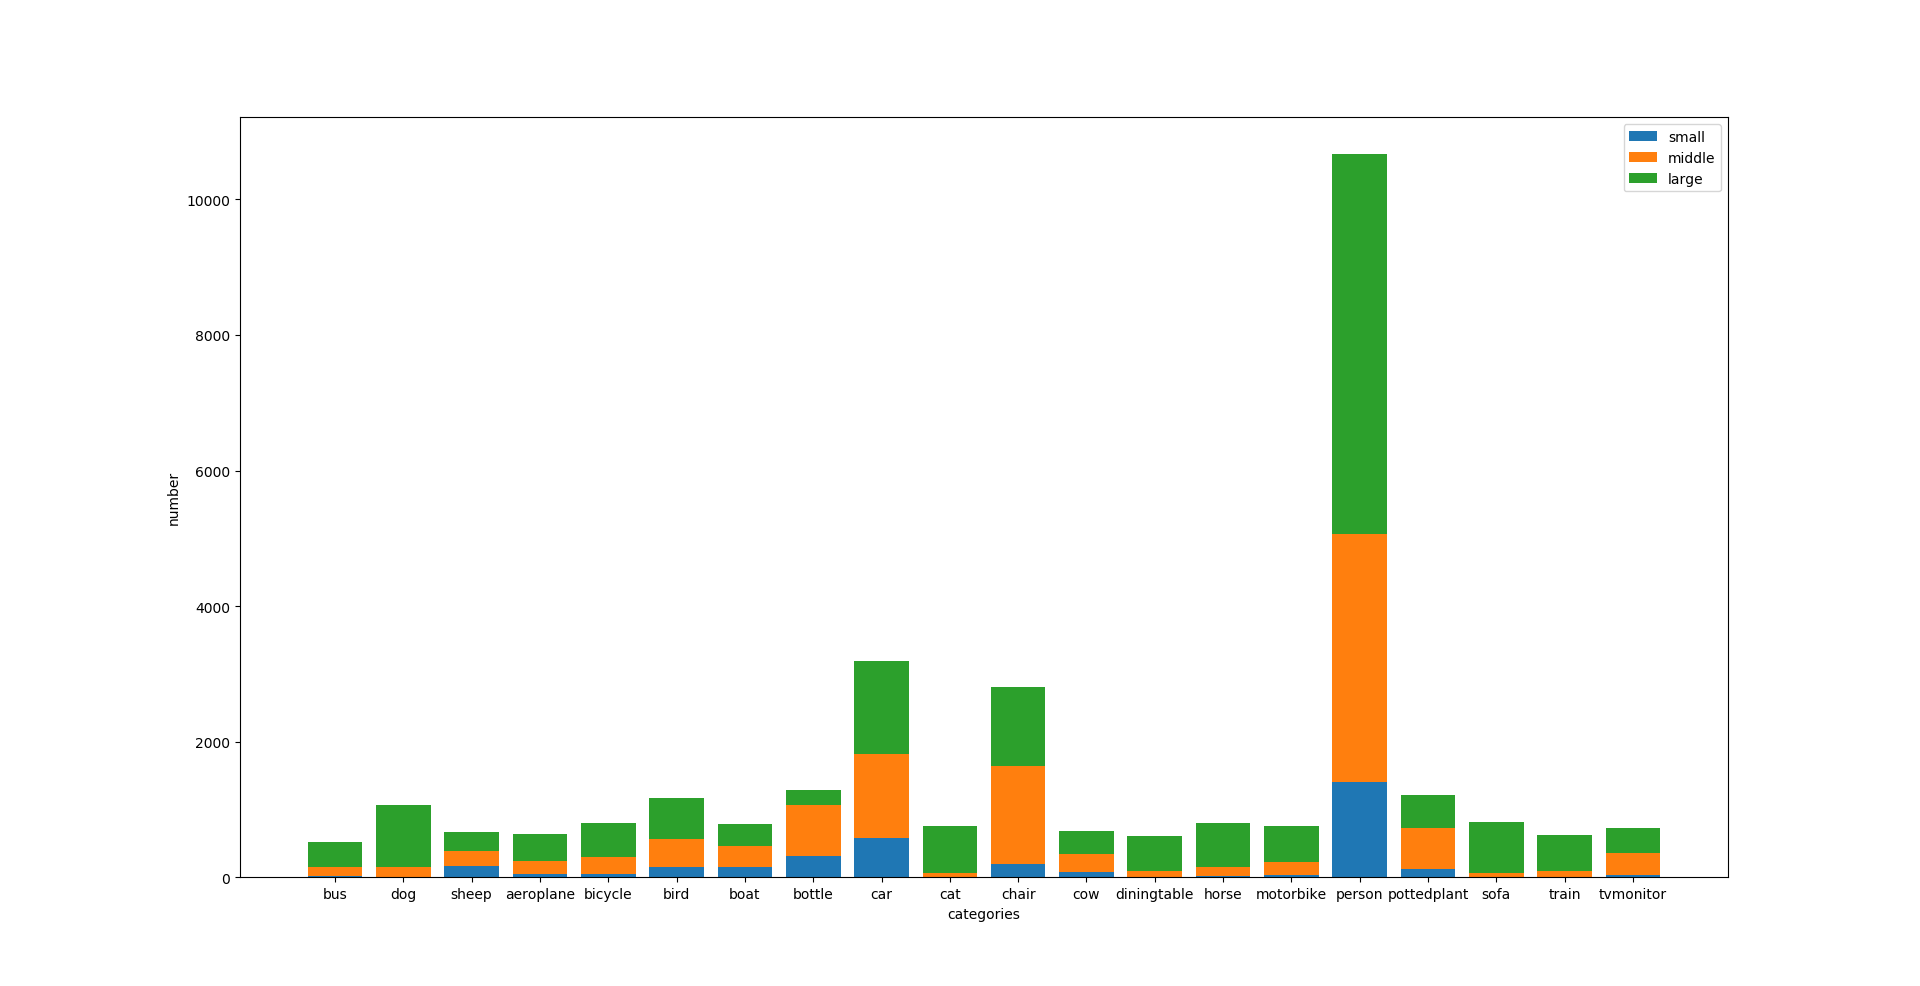 small
middle
large
10000
8000
6000
4000
2000
0
number
bus dog sheep aeroplane bicycle bird boat bottle car cat chair cow diningtable horse motorbike person pottedplant sofa train tvmonitor
categories